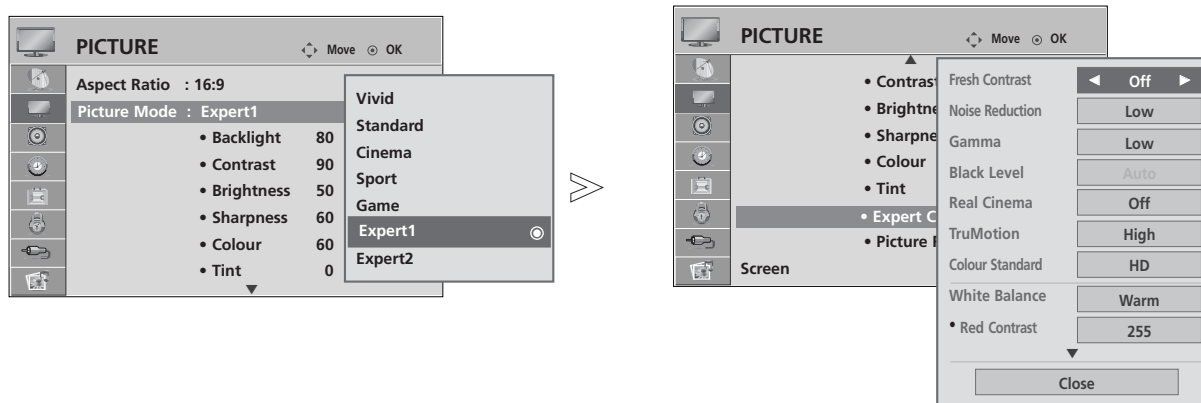 PICTURE
Move OK
Aspect Ratio : 16:9
Picture Mode : Expert1
• Backlight 80
• Contrast 90
• Brightness 50
• Sharpness 60
• Colour 60
• Tint 0
Vivid
Standard
Cinema
Sport
Game
Expert1
Expert2
PICTURE
Move OK
• Contrast
• Brightne
• Sharpne
• Colour
• Tint
• Expert C
• Picture
Screen
Fresh Contrast Off
Noise Reduction Low
Gamma Low
Black Level Auto
Real Cinema Off
TruMotion High
Colour Standard HD
White Balance Warm
• Red Contrast 255
Close